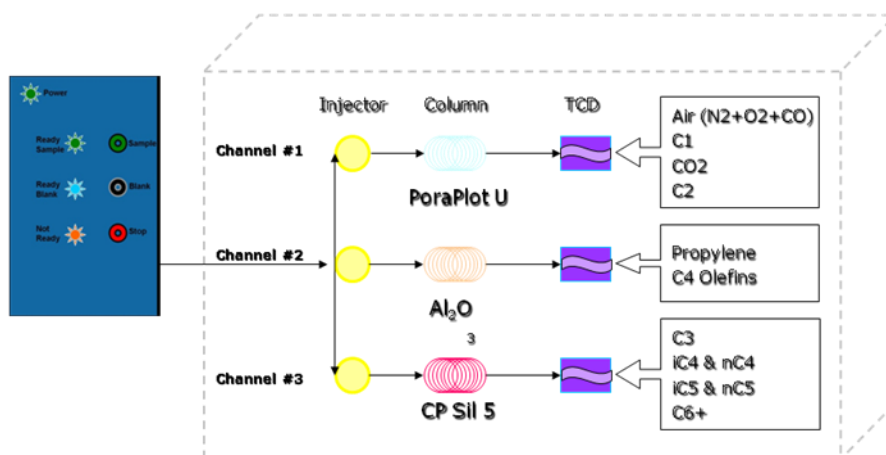 Power
Ready
Sample
Sample
Ready
Blank
Blank
Not
Ready
Stop
Injector Column TCD
Channel #1
PoraPlot U
Air (N2+O2+CO)
C1
CO2
C2
Channel #2
Al₂O
3
Propylene
C4 Olefins
Channel #3
CP Sil 5
C3
iC4 & nC4
iC5 & nC5
C6+